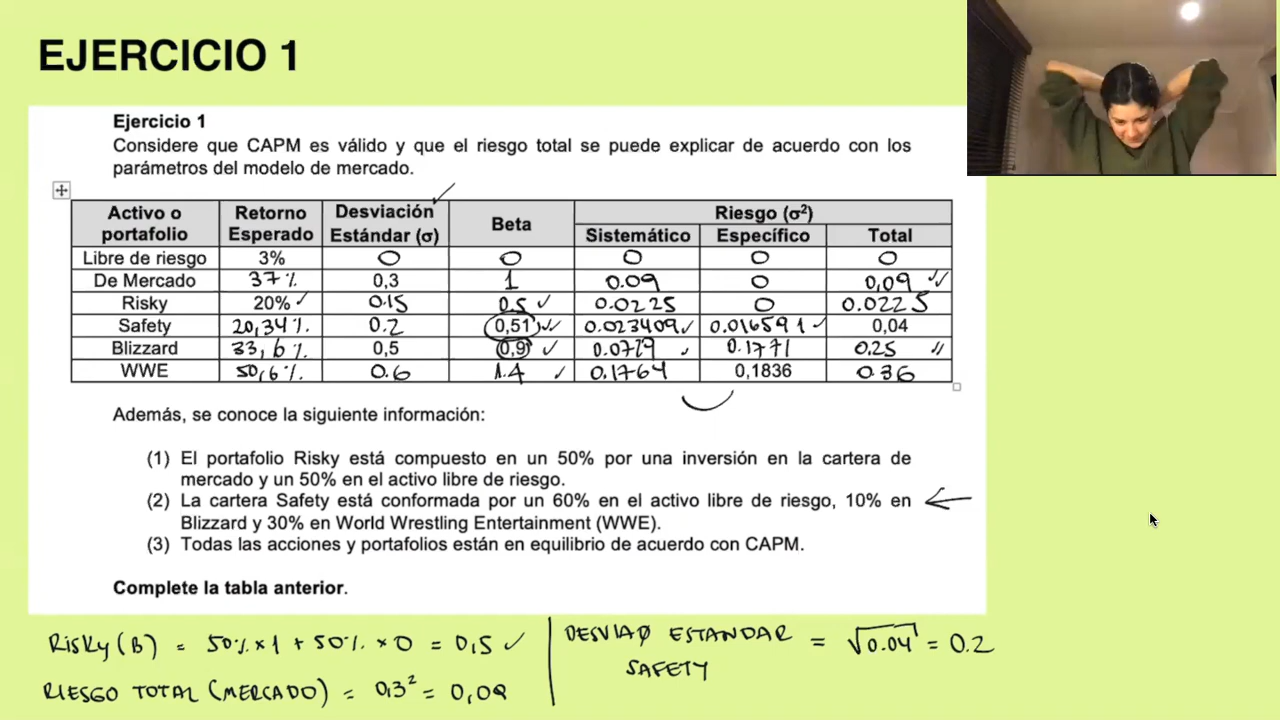 EJERCICIO 1
Ejercicio 1
Considere que CAPM es válido y que el riesgo total se puede explicar de acuerdo con los
parámetros del modelo de mercado.
Activo o portafolio Retorno Esperado Desviación Estándar (σ) Beta Riesgo (σ²)
Sistemático Específico Total
Libre de riesgo 3% 0 0 0 0 0
De Mercado 37% 0,3 1 0.09 0 0,09
Risky 20% 0.15 0.5 0.0225 0 0.0225
Safety 20,34% 0.2 0,51 0.023409 0.016591 0,04
Blizzard 33,6% 0,5 0,9 0.0729 0.1771 0.25
WWE 50,6% 0.6 1.4 0.1764 0,1836 0.36
Además, se conoce la siguiente información:
(1) El portafolio Risky está compuesto en un 50% por una inversión en la cartera de
mercado y un 50% en el activo libre de riesgo.
(2) La cartera Safety está conformada por un 60% en el activo libre de riesgo, 10% en
Blizzard y 30% en World Wrestling Entertainment (WWE).
(3) Todas las acciones y portafolios están en equilibrio de acuerdo con CAPM.
Complete la tabla anterior.
RISKY (B) = 50% x 1 + 50% x 0 = 0,5
RIESGO TOTAL (MERCADO) = 0,3² = 0,09
DESVIAØ ESTANDAR = √0.04 = 0.2
SAFETY